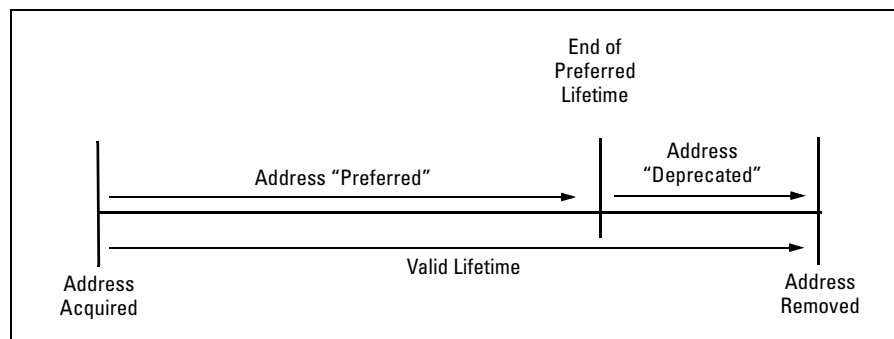 End of
Preferred
Lifetime
Address
“Deprecated”
Address “Preferred”
Valid Lifetime
Address
Acquired
Address
Removed